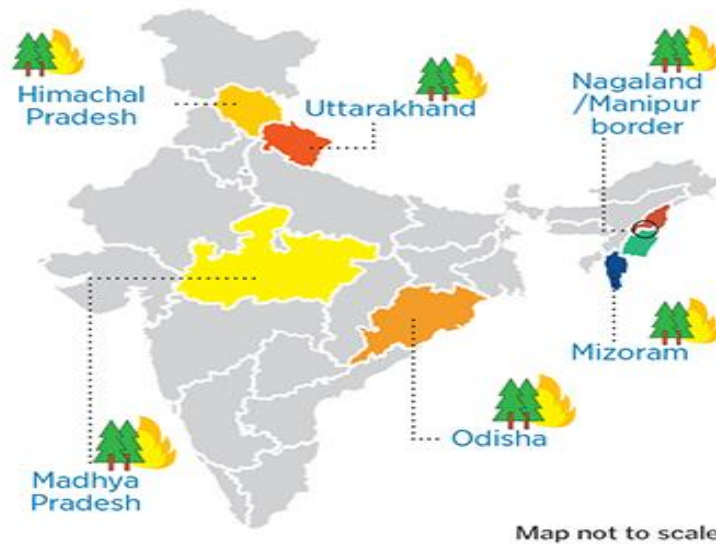 Himachal
Pradesh
Uttarakhand
Nagaland
/Manipur
border
Mizoram
Odisha
Madhya
Pradesh
Map not to scale